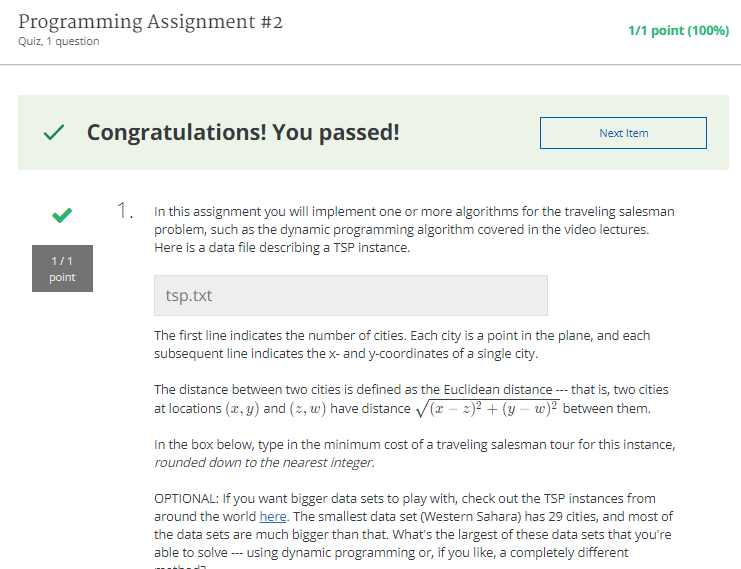 Programming Assignment #2
Quiz, 1 question
1/1 point (100%)
Congratulations! You passed!
Next Item
1 / 1
point
1.
In this assignment you will implement one or more algorithms for the traveling salesman
problem, such as the dynamic programming algorithm covered in the video lectures.
Here is a data file describing a TSP instance.
tsp.txt
The first line indicates the number of cities. Each city is a point in the plane, and each
subsequent line indicates the x- and y-coordinates of a single city.
The distance between two cities is defined as the Euclidean distance --- that is, two cities
at locations (x, y) and (z, w) have distance √(x − z)² + (y − w)² between them.
In the box below, type in the minimum cost of a traveling salesman tour for this instance,
rounded down to the nearest integer.
OPTIONAL: If you want bigger data sets to play with, check out the TSP instances from
around the world here. The smallest data set (Western Sahara) has 29 cities, and most of
the data sets are much bigger than that. What's the largest of these data sets that you're
able to solve --- using dynamic programming or, if you like, a completely different